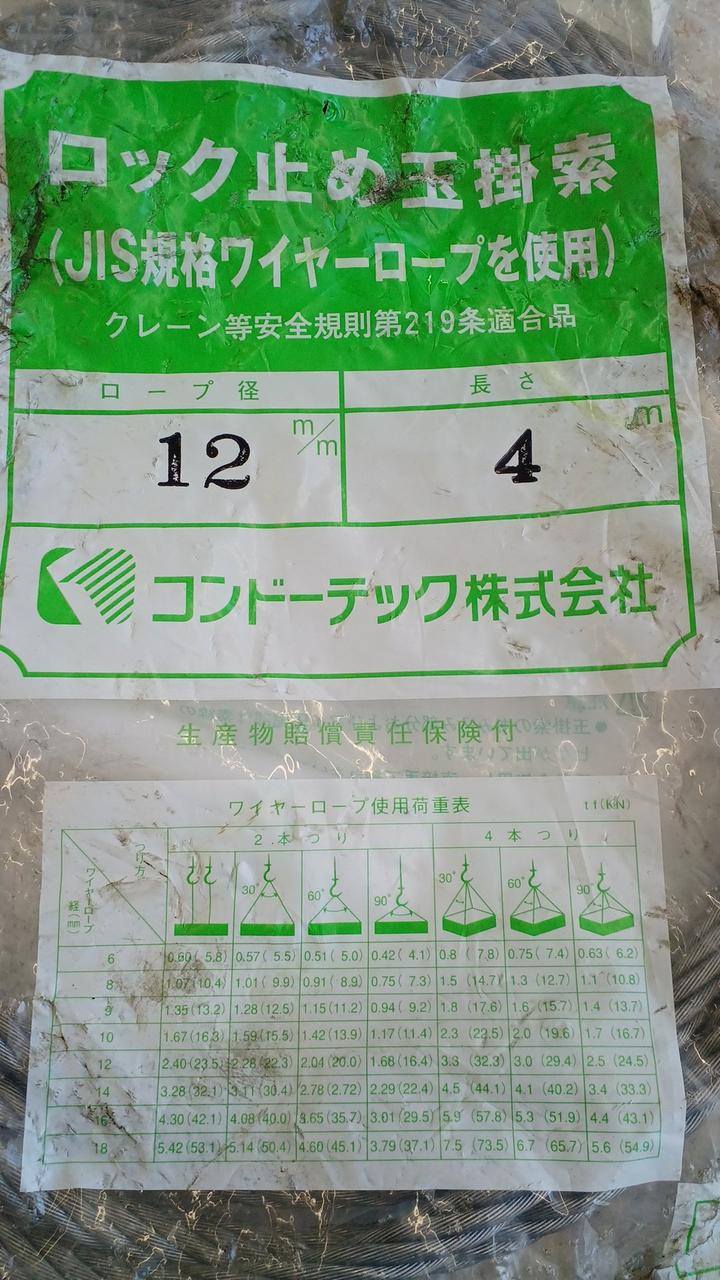 ロック止め玉掛索
(JIS規格ワイヤーロープを使用)
クレーン等安全規則第219条適合品
ロープ径 長さ
12 m/m 4 m
コンドーテック株式会社
生産物賠償責任保険付
ワイヤーロープ使用荷重表 tf(KN)
つり方 2本つり 4本つり
ワイヤーロープ径(mm) 30° 60° 90° 30° 60° 90°
6 0.60(5.8) 0.57(5.5) 0.51(5.0) 0.42(4.1) 0.8(7.8) 0.75(7.4) 0.63(6.2)
8 1.07(10.4) 1.01(9.9) 0.91(8.9) 0.75(7.3) 1.5(14.7) 1.3(12.7) 1.1(10.8)
9 1.35(13.2) 1.28(12.5) 1.15(11.2) 0.94(9.2) 1.8(17.6) 1.6(15.7) 1.4(13.7)
10 1.67(16.3) 1.59(15.5) 1.42(13.9) 1.17(11.4) 2.3(22.5) 2.0(19.6) 1.7(16.7)
12 2.40(23.5) 2.28(22.3) 2.04(20.0) 1.68(16.4) 3.3(32.3) 3.0(29.4) 2.5(24.5)
14 3.28(32.1) 3.11(30.4) 2.78(2.72) 2.29(22.4) 4.5(44.1) 4.1(40.2) 3.4(33.3)
16 4.30(42.1) 4.08(40.0) 3.65(35.7) 3.01(29.5) 5.9(57.8) 5.3(51.9) 4.4(43.1)
18 5.42(53.1) 5.14(50.4) 4.60(45.1) 3.79(37.1) 7.5(73.5) 6.7(65.7) 5.6(54.9)